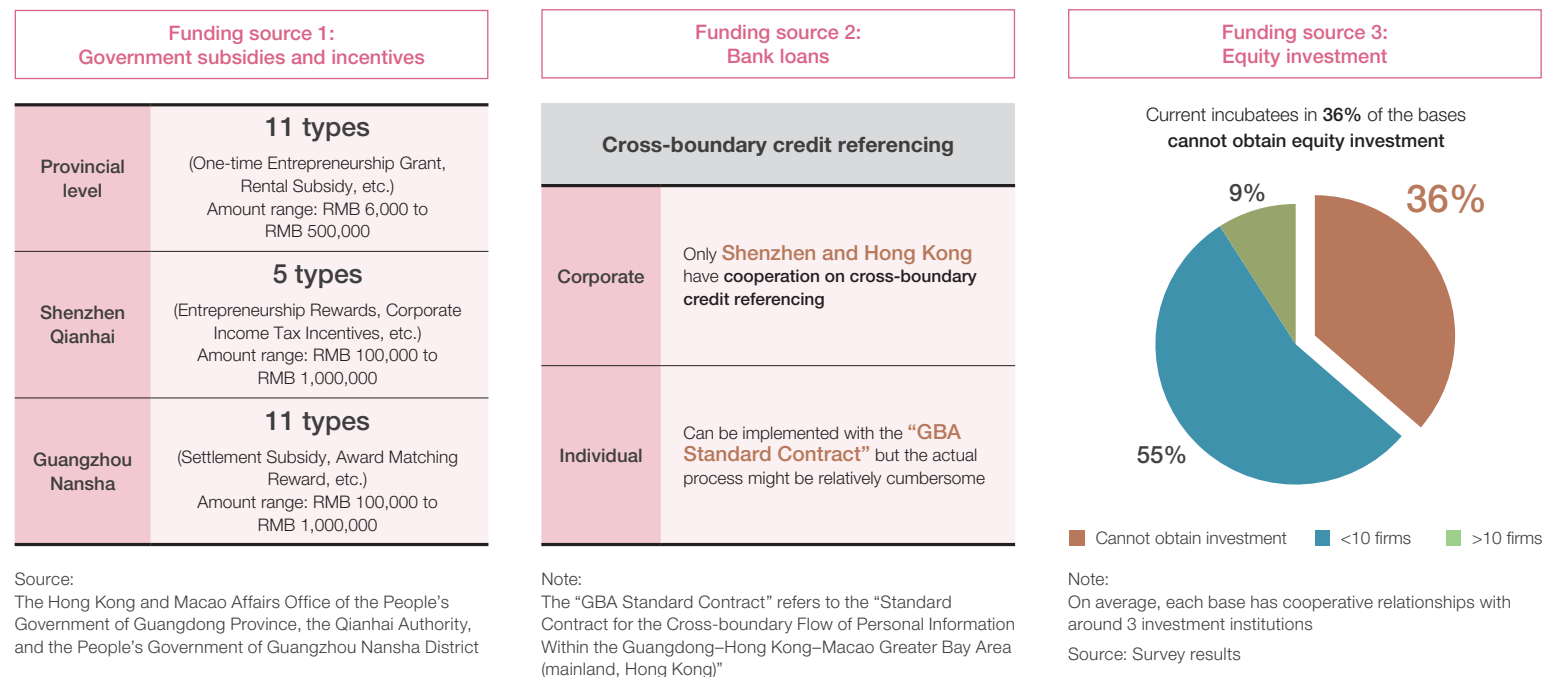 Funding source 1:
Government subsidies and incentives
Provincial
level
11 types
(One-time Entrepreneurship Grant,
Rental Subsidy, etc.)
Amount range: RMB 6,000 to
RMB 500,000
Shenzhen
Qianhai
5 types
(Entrepreneurship Rewards, Corporate
Income Tax Incentives, etc.)
Amount range: RMB 100,000 to
RMB 1,000,000
Guangzhou
Nansha
11 types
(Settlement Subsidy, Award Matching
Reward, etc.)
Amount range: RMB 100,000 to
RMB 1,000,000
Source:
The Hong Kong and Macao Affairs Office of the People's
Government of Guangdong Province, the Qianhai Authority,
and the People's Government of Guangzhou Nansha District
Funding source 2:
Bank loans
Cross-boundary credit referencing
Corporate
Only Shenzhen and Hong Kong
have cooperation on cross-boundary
credit referencing
Individual
Can be implemented with the “GBA
Standard Contract” but the actual
process might be relatively cumbersome
Note:
The “GBA Standard Contract” refers to the “Standard
Contract for the Cross-boundary Flow of Personal Information
Within the Guangdong–Hong Kong–Macao Greater Bay Area
(mainland, Hong Kong)”
Funding source 3:
Equity investment
Current incubatees in 36% of the bases
cannot obtain equity investment
9%
36%
55%
Cannot obtain investment
<10 firms
>10 firms
Note:
On average, each base has cooperative relationships with
around 3 investment institutions
Source: Survey results